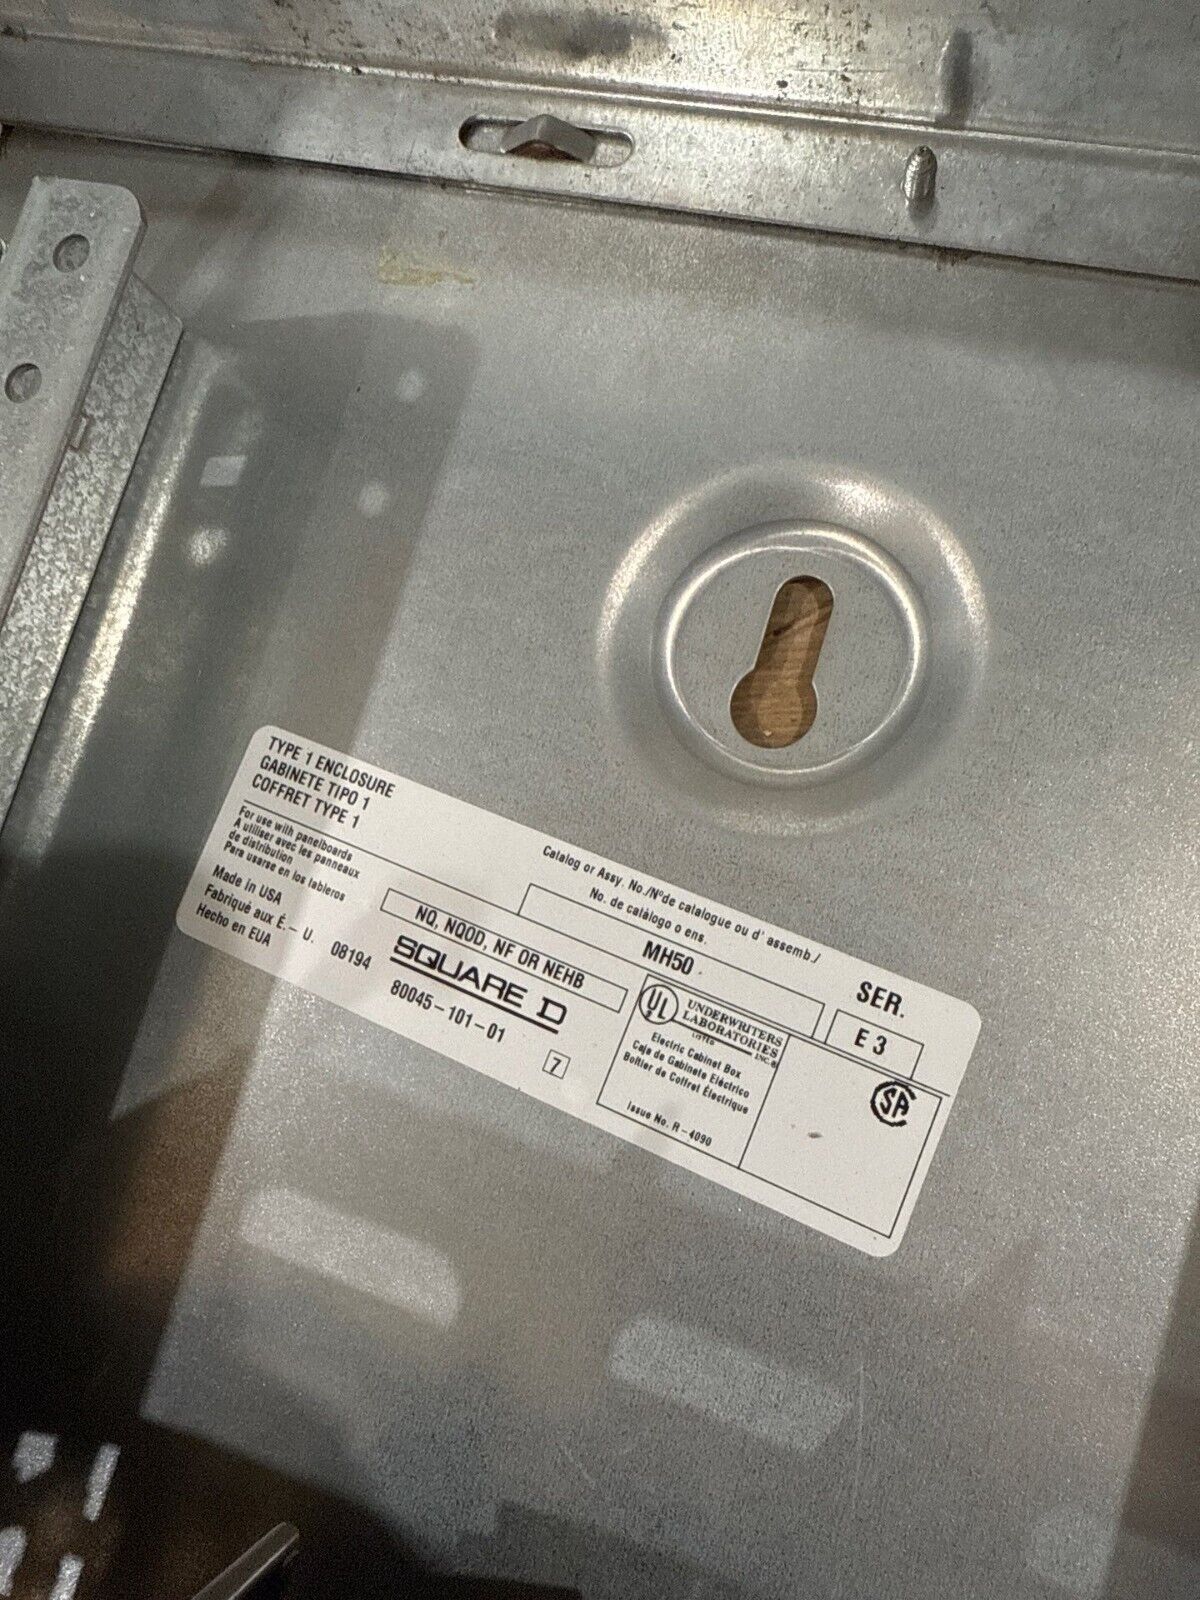 TYPE 1 ENCLOSURE
GABINETE TIPO 1
COFFRET TYPE 1
For use with panelboards
A utiliser avec les panneaux
de distribution
Para usarse en los tableros
Made in USA
Fabriqué aux É.- U.
Hecho en EUA
08194
Catalog or Assy. No./N°de catalogue ou d' assemb./
No. de catàlogo o ens.
MH50
NQ, NQOD, NF OR NEHB
SQUARE D
80045-101-01
7
UL
UNDERWRITERS
LABORATORIES
INC.®
LISTED
Electric Cabinet Box
Caja de Gabinete Eléctrico
Boîtier de Coffret Électrique
Issue No. R-4090
SER.
E 3
SA